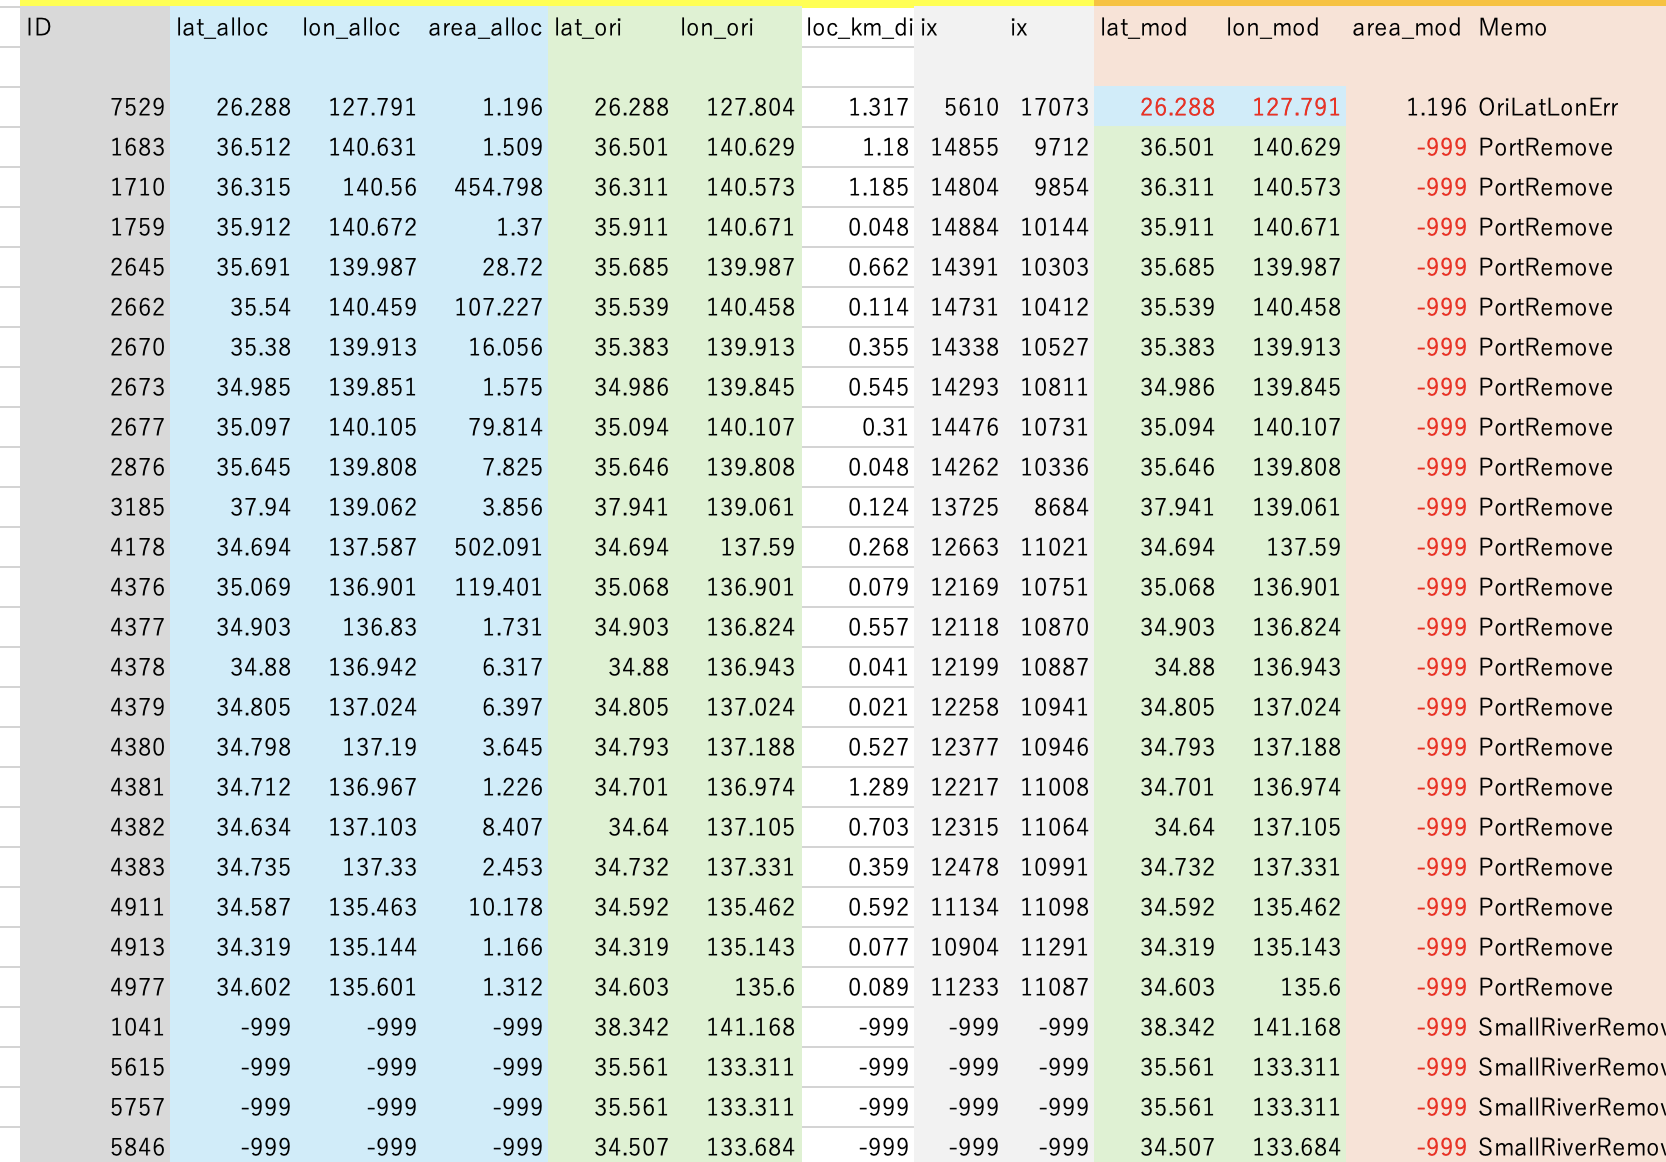 ID lat_alloc lon_alloc area_alloc lat_ori lon_ori loc_km_di ix ix lat_mod lon_mod area_mod Memo
7529 26.288 127.791 1.196 26.288 127.804 1.317 5610 17073 26.288 127.791 1.196 OriLatLonErr
1683 36.512 140.631 1.509 36.501 140.629 1.18 14855 9712 36.501 140.629 -999 PortRemove
1710 36.315 140.56 454.798 36.311 140.573 1.185 14804 9854 36.311 140.573 -999 PortRemove
1759 35.912 140.672 1.37 35.911 140.671 0.048 14884 10144 35.911 140.671 -999 PortRemove
2645 35.691 139.987 28.72 35.685 139.987 0.662 14391 10303 35.685 139.987 -999 PortRemove
2662 35.54 140.459 107.227 35.539 140.458 0.114 14731 10412 35.539 140.458 -999 PortRemove
2670 35.38 139.913 16.056 35.383 139.913 0.355 14338 10527 35.383 139.913 -999 PortRemove
2673 34.985 139.851 1.575 34.986 139.845 0.545 14293 10811 34.986 139.845 -999 PortRemove
2677 35.097 140.105 79.814 35.094 140.107 0.31 14476 10731 35.094 140.107 -999 PortRemove
2876 35.645 139.808 7.825 35.646 139.808 0.048 14262 10336 35.646 139.808 -999 PortRemove
3185 37.94 139.062 3.856 37.941 139.061 0.124 13725 8684 37.941 139.061 -999 PortRemove
4178 34.694 137.587 502.091 34.694 137.59 0.268 12663 11021 34.694 137.59 -999 PortRemove
4376 35.069 136.901 119.401 35.068 136.901 0.079 12169 10751 35.068 136.901 -999 PortRemove
4377 34.903 136.83 1.731 34.903 136.824 0.557 12118 10870 34.903 136.824 -999 PortRemove
4378 34.88 136.942 6.317 34.88 136.943 0.041 12199 10887 34.88 136.943 -999 PortRemove
4379 34.805 137.024 6.397 34.805 137.024 0.021 12258 10941 34.805 137.024 -999 PortRemove
4380 34.798 137.19 3.645 34.793 137.188 0.527 12377 10946 34.793 137.188 -999 PortRemove
4381 34.712 136.967 1.226 34.701 136.974 1.289 12217 11008 34.701 136.974 -999 PortRemove
4382 34.634 137.103 8.407 34.64 137.105 0.703 12315 11064 34.64 137.105 -999 PortRemove
4383 34.735 137.33 2.453 34.732 137.331 0.359 12478 10991 34.732 137.331 -999 PortRemove
4911 34.587 135.463 10.178 34.592 135.462 0.592 11134 11098 34.592 135.462 -999 PortRemove
4913 34.319 135.144 1.166 34.319 135.143 0.077 10904 11291 34.319 135.143 -999 PortRemove
4977 34.602 135.601 1.312 34.603 135.6 0.089 11233 11087 34.603 135.6 -999 PortRemove
1041 -999 -999 -999 38.342 141.168 -999 -999 -999 38.342 141.168 -999 SmallRiverRemov
5615 -999 -999 -999 35.561 133.311 -999 -999 -999 35.561 133.311 -999 SmallRiverRemov
5757 -999 -999 -999 35.561 133.311 -999 -999 -999 35.561 133.311 -999 SmallRiverRemov
5846 -999 -999 -999 34.507 133.684 -999 -999 -999 34.507 133.684 -999 SmallRiverRemov